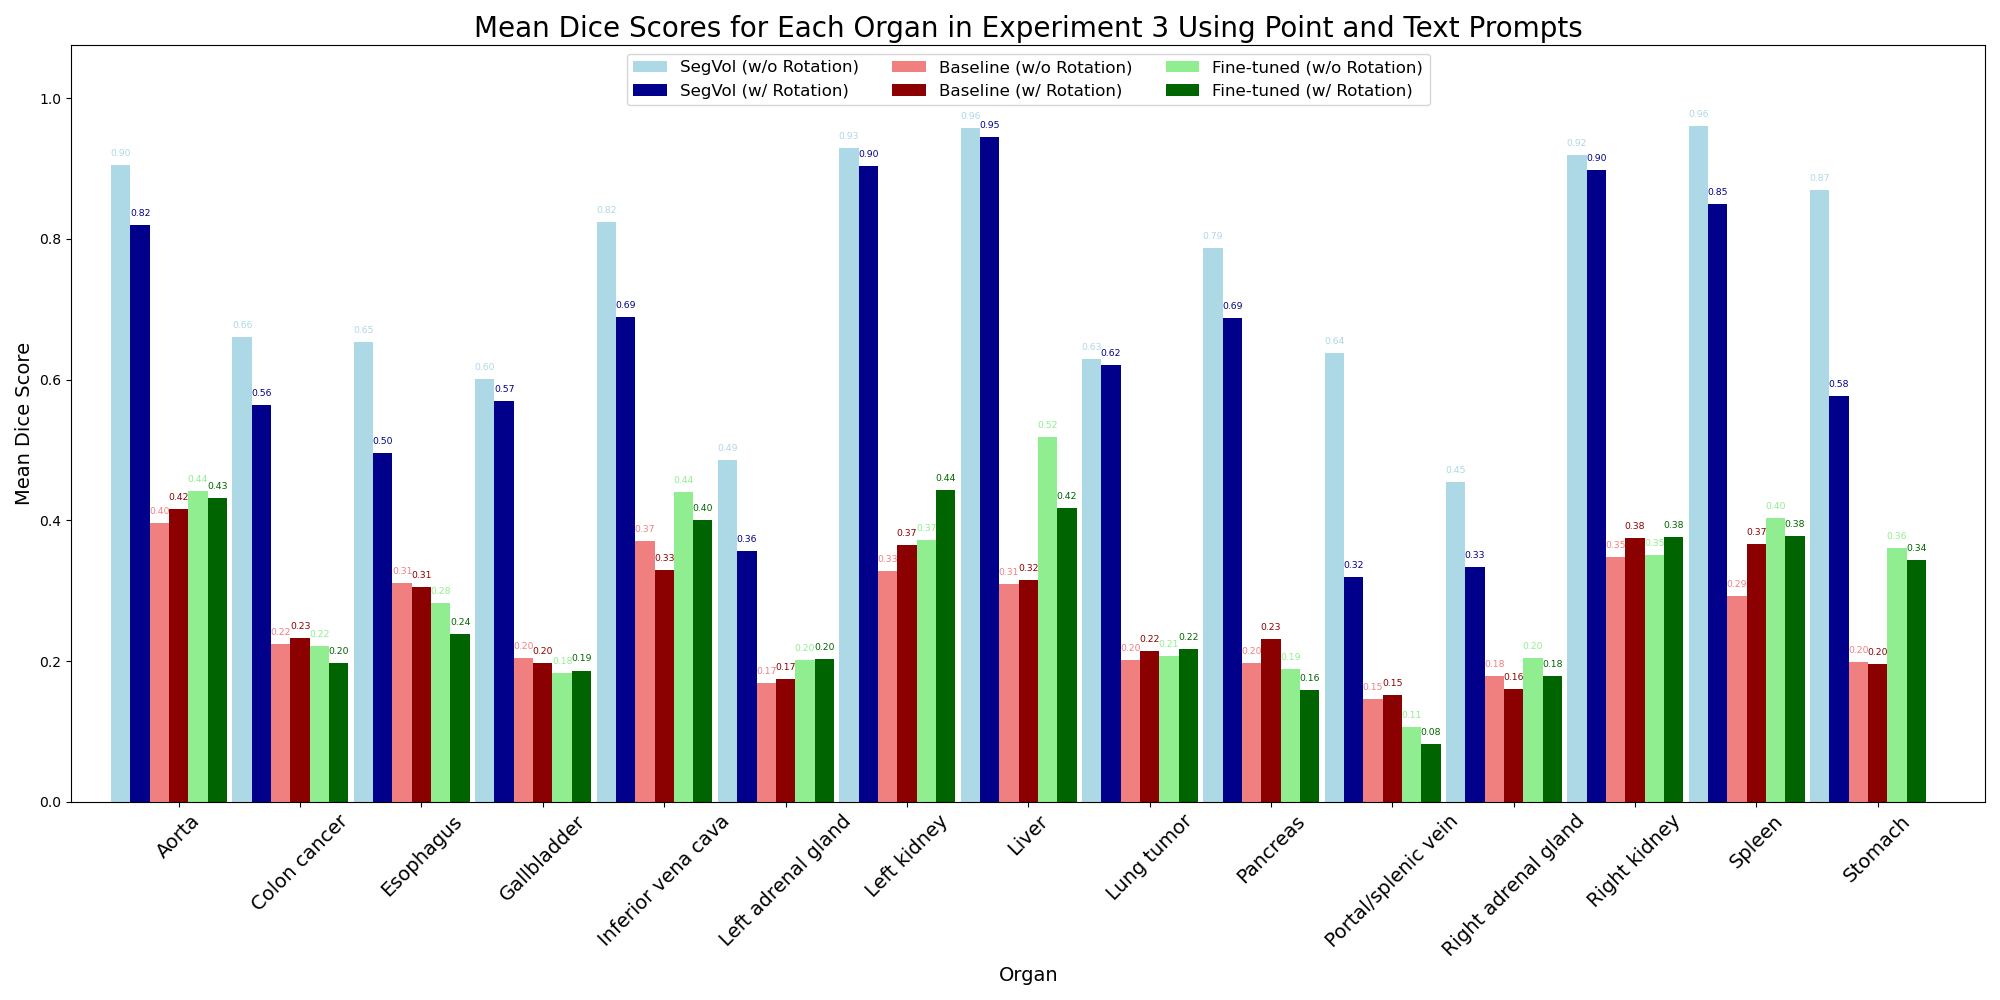 Mean Dice Scores for Each Organ in Experiment 3 Using Point and Text Prompts
SegVol (w/o Rotation) Baseline (w/o Rotation) Fine-tuned (w/o Rotation)
SegVol (w/ Rotation) Baseline (w/ Rotation) Fine-tuned (w/ Rotation)
Mean Dice Score
1.0
0.8
0.6
0.4
0.2
0.0
0.90 0.82 0.40 0.42 0.44 0.43
0.66 0.56 0.22 0.23 0.22 0.20
0.65 0.50 0.31 0.31 0.28 0.24
0.60 0.57 0.20 0.20 0.18 0.19
0.82 0.69 0.37 0.33 0.44 0.40
0.49 0.36 0.17 0.17 0.20 0.20
0.93 0.90 0.33 0.37 0.37 0.44
0.96 0.95 0.31 0.32 0.52 0.42
0.63 0.62 0.20 0.22 0.21 0.22
0.79 0.69 0.20 0.23 0.19 0.16
0.64 0.32 0.15 0.15 0.11 0.08
0.45 0.33 0.18 0.16 0.20 0.18
0.92 0.90 0.35 0.38 0.35 0.38
0.96 0.85 0.29 0.37 0.40 0.38
0.87 0.58 0.20 0.20 0.36 0.34
Aorta
Colon cancer
Esophagus
Gallbladder
Inferior vena cava
Left adrenal gland
Left kidney
Liver
Lung tumor
Pancreas
Portal/splenic vein
Right adrenal gland
Right kidney
Spleen
Stomach
Organ